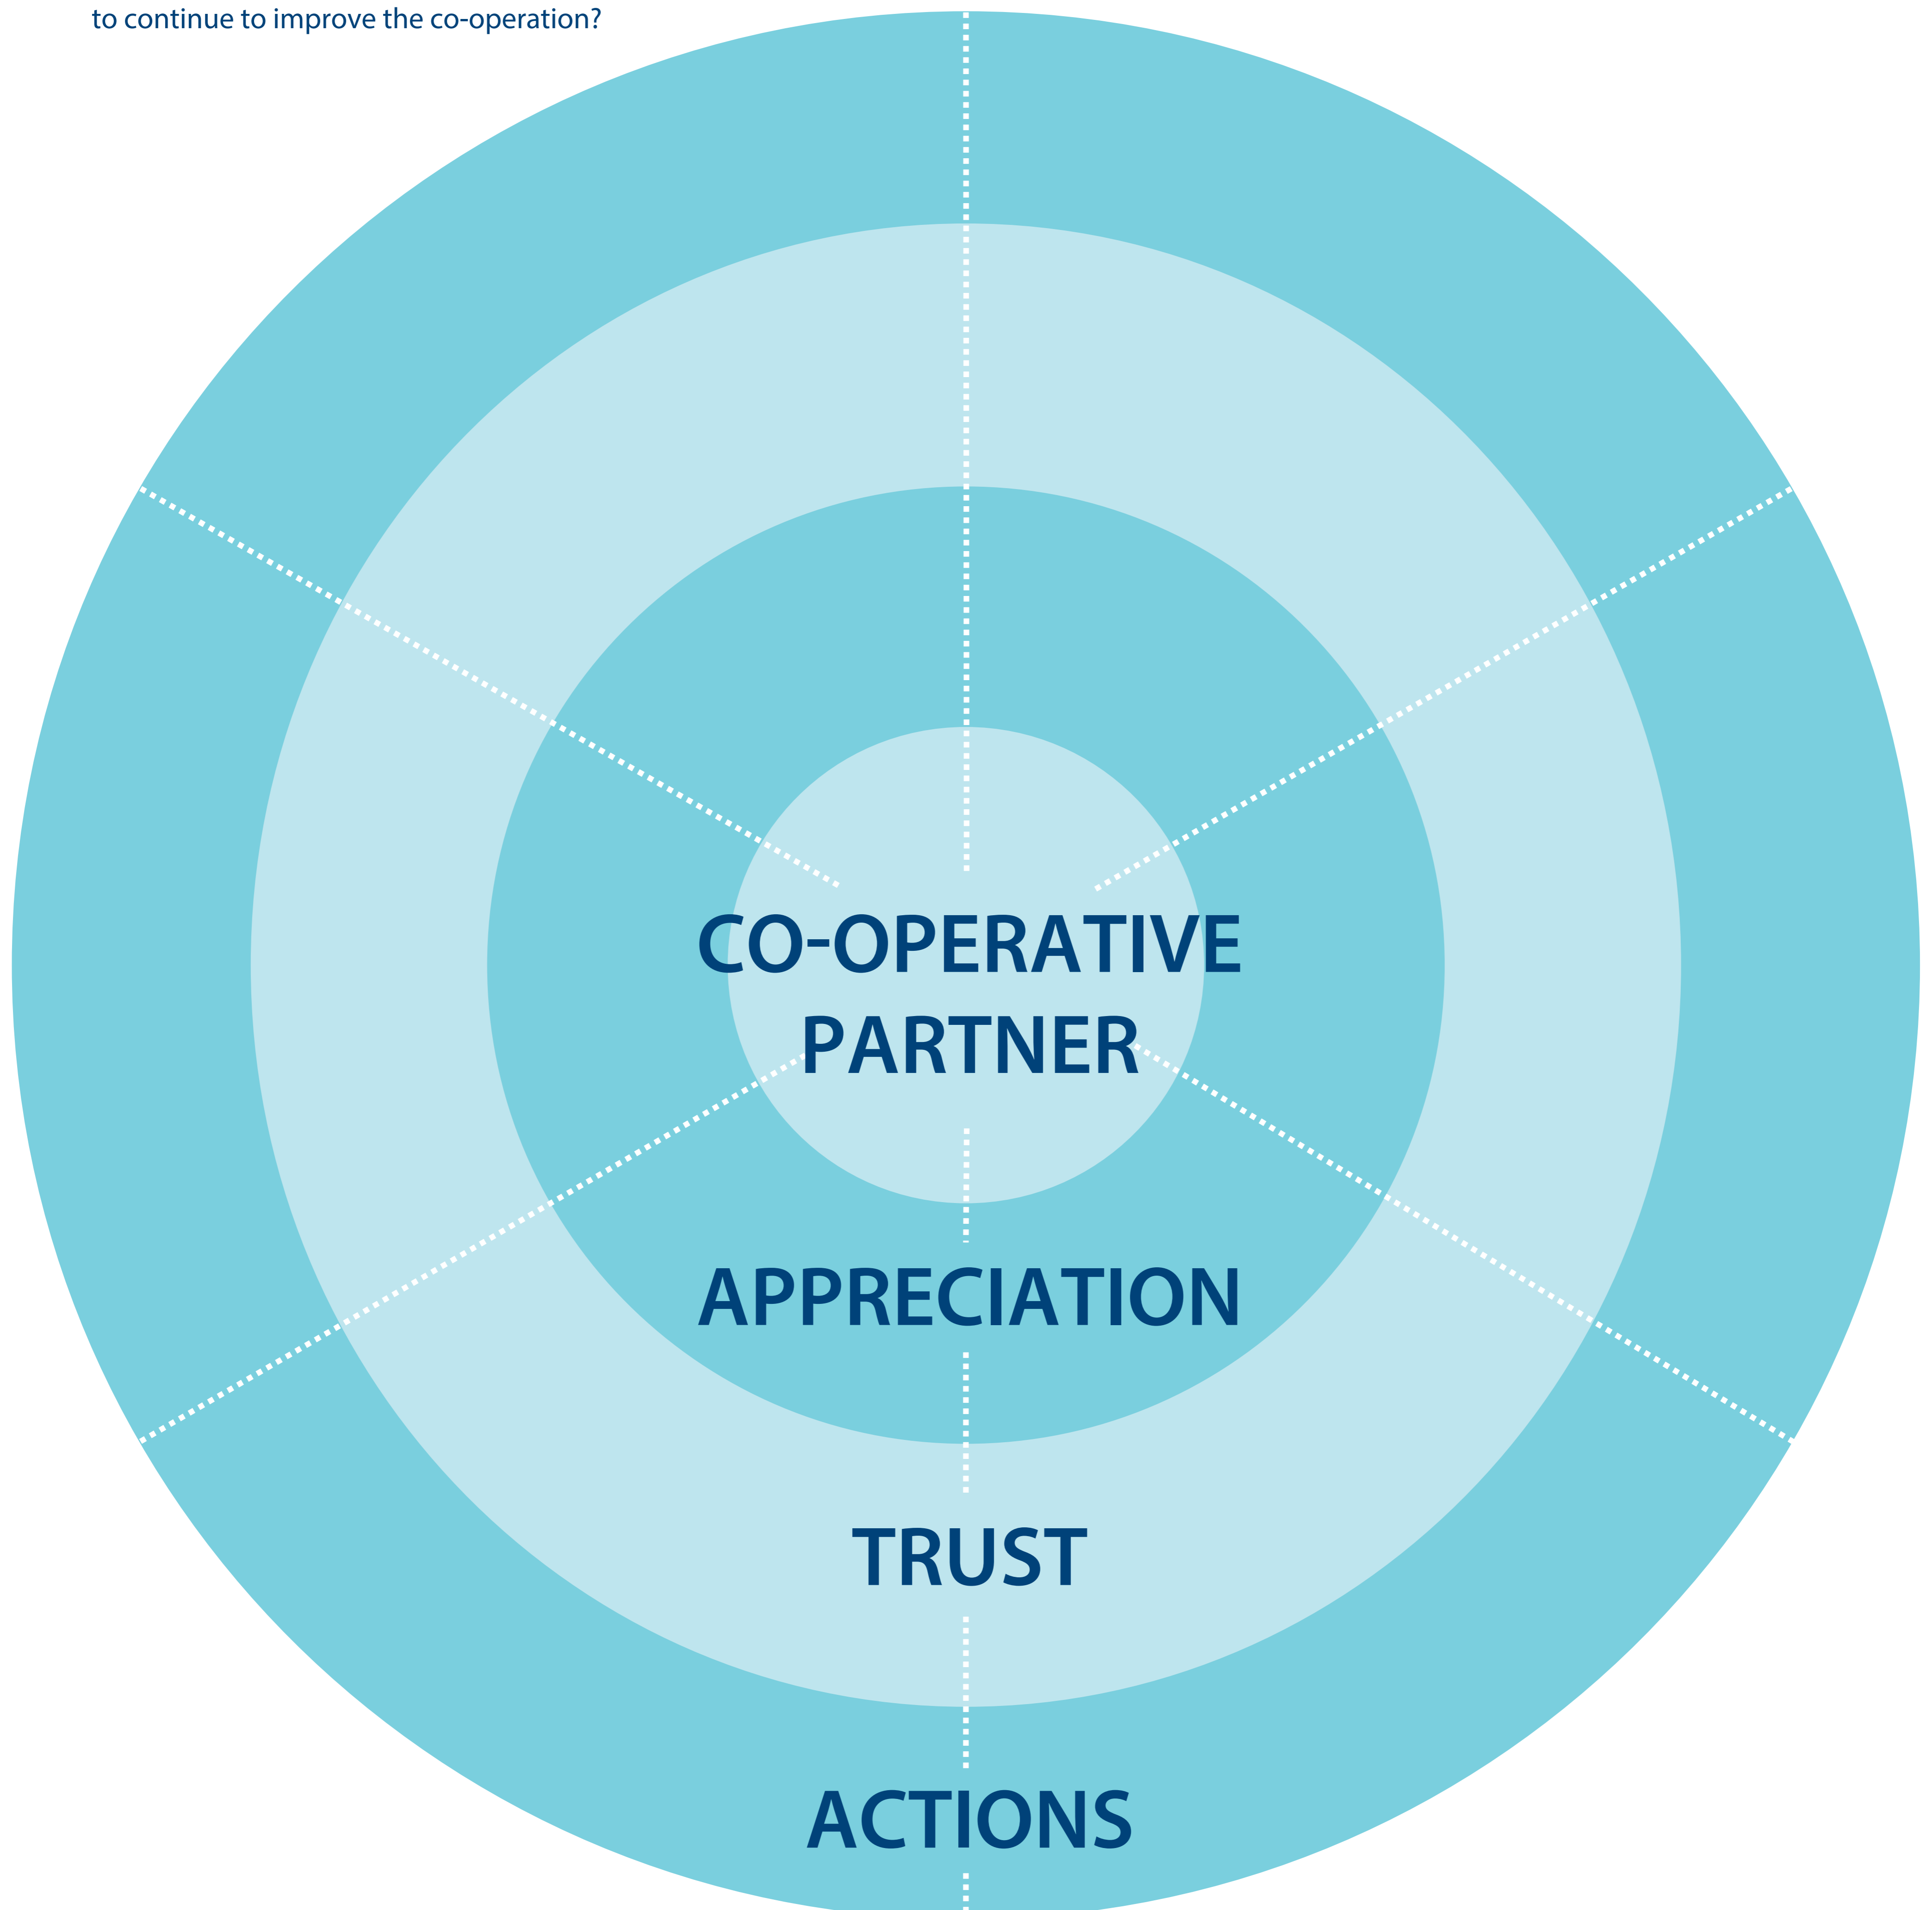 to continue to improve the co-operation?
CO-OPERATIVE
PARTNER
APPRECIATION
TRUST
ACTIONS